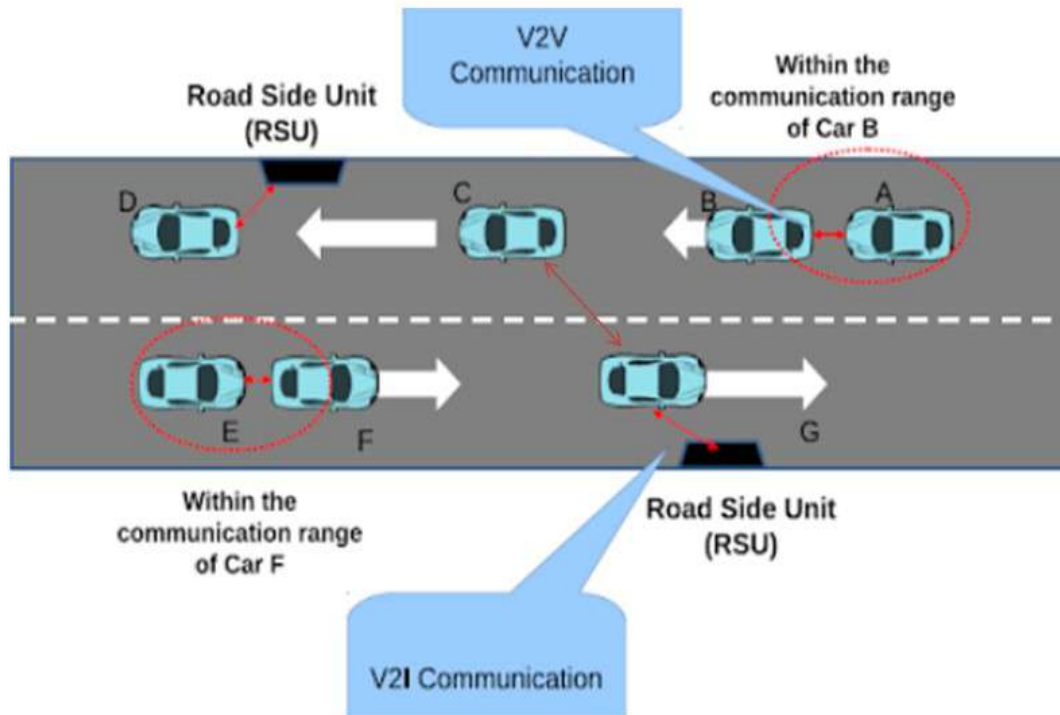 V2V
Communication
Road Side Unit
(RSU)
Within the
communication range
of Car B
D
C
B
A
E
F
G
Within the
communication range
of Car F
Road Side Unit
(RSU)
V2I Communication